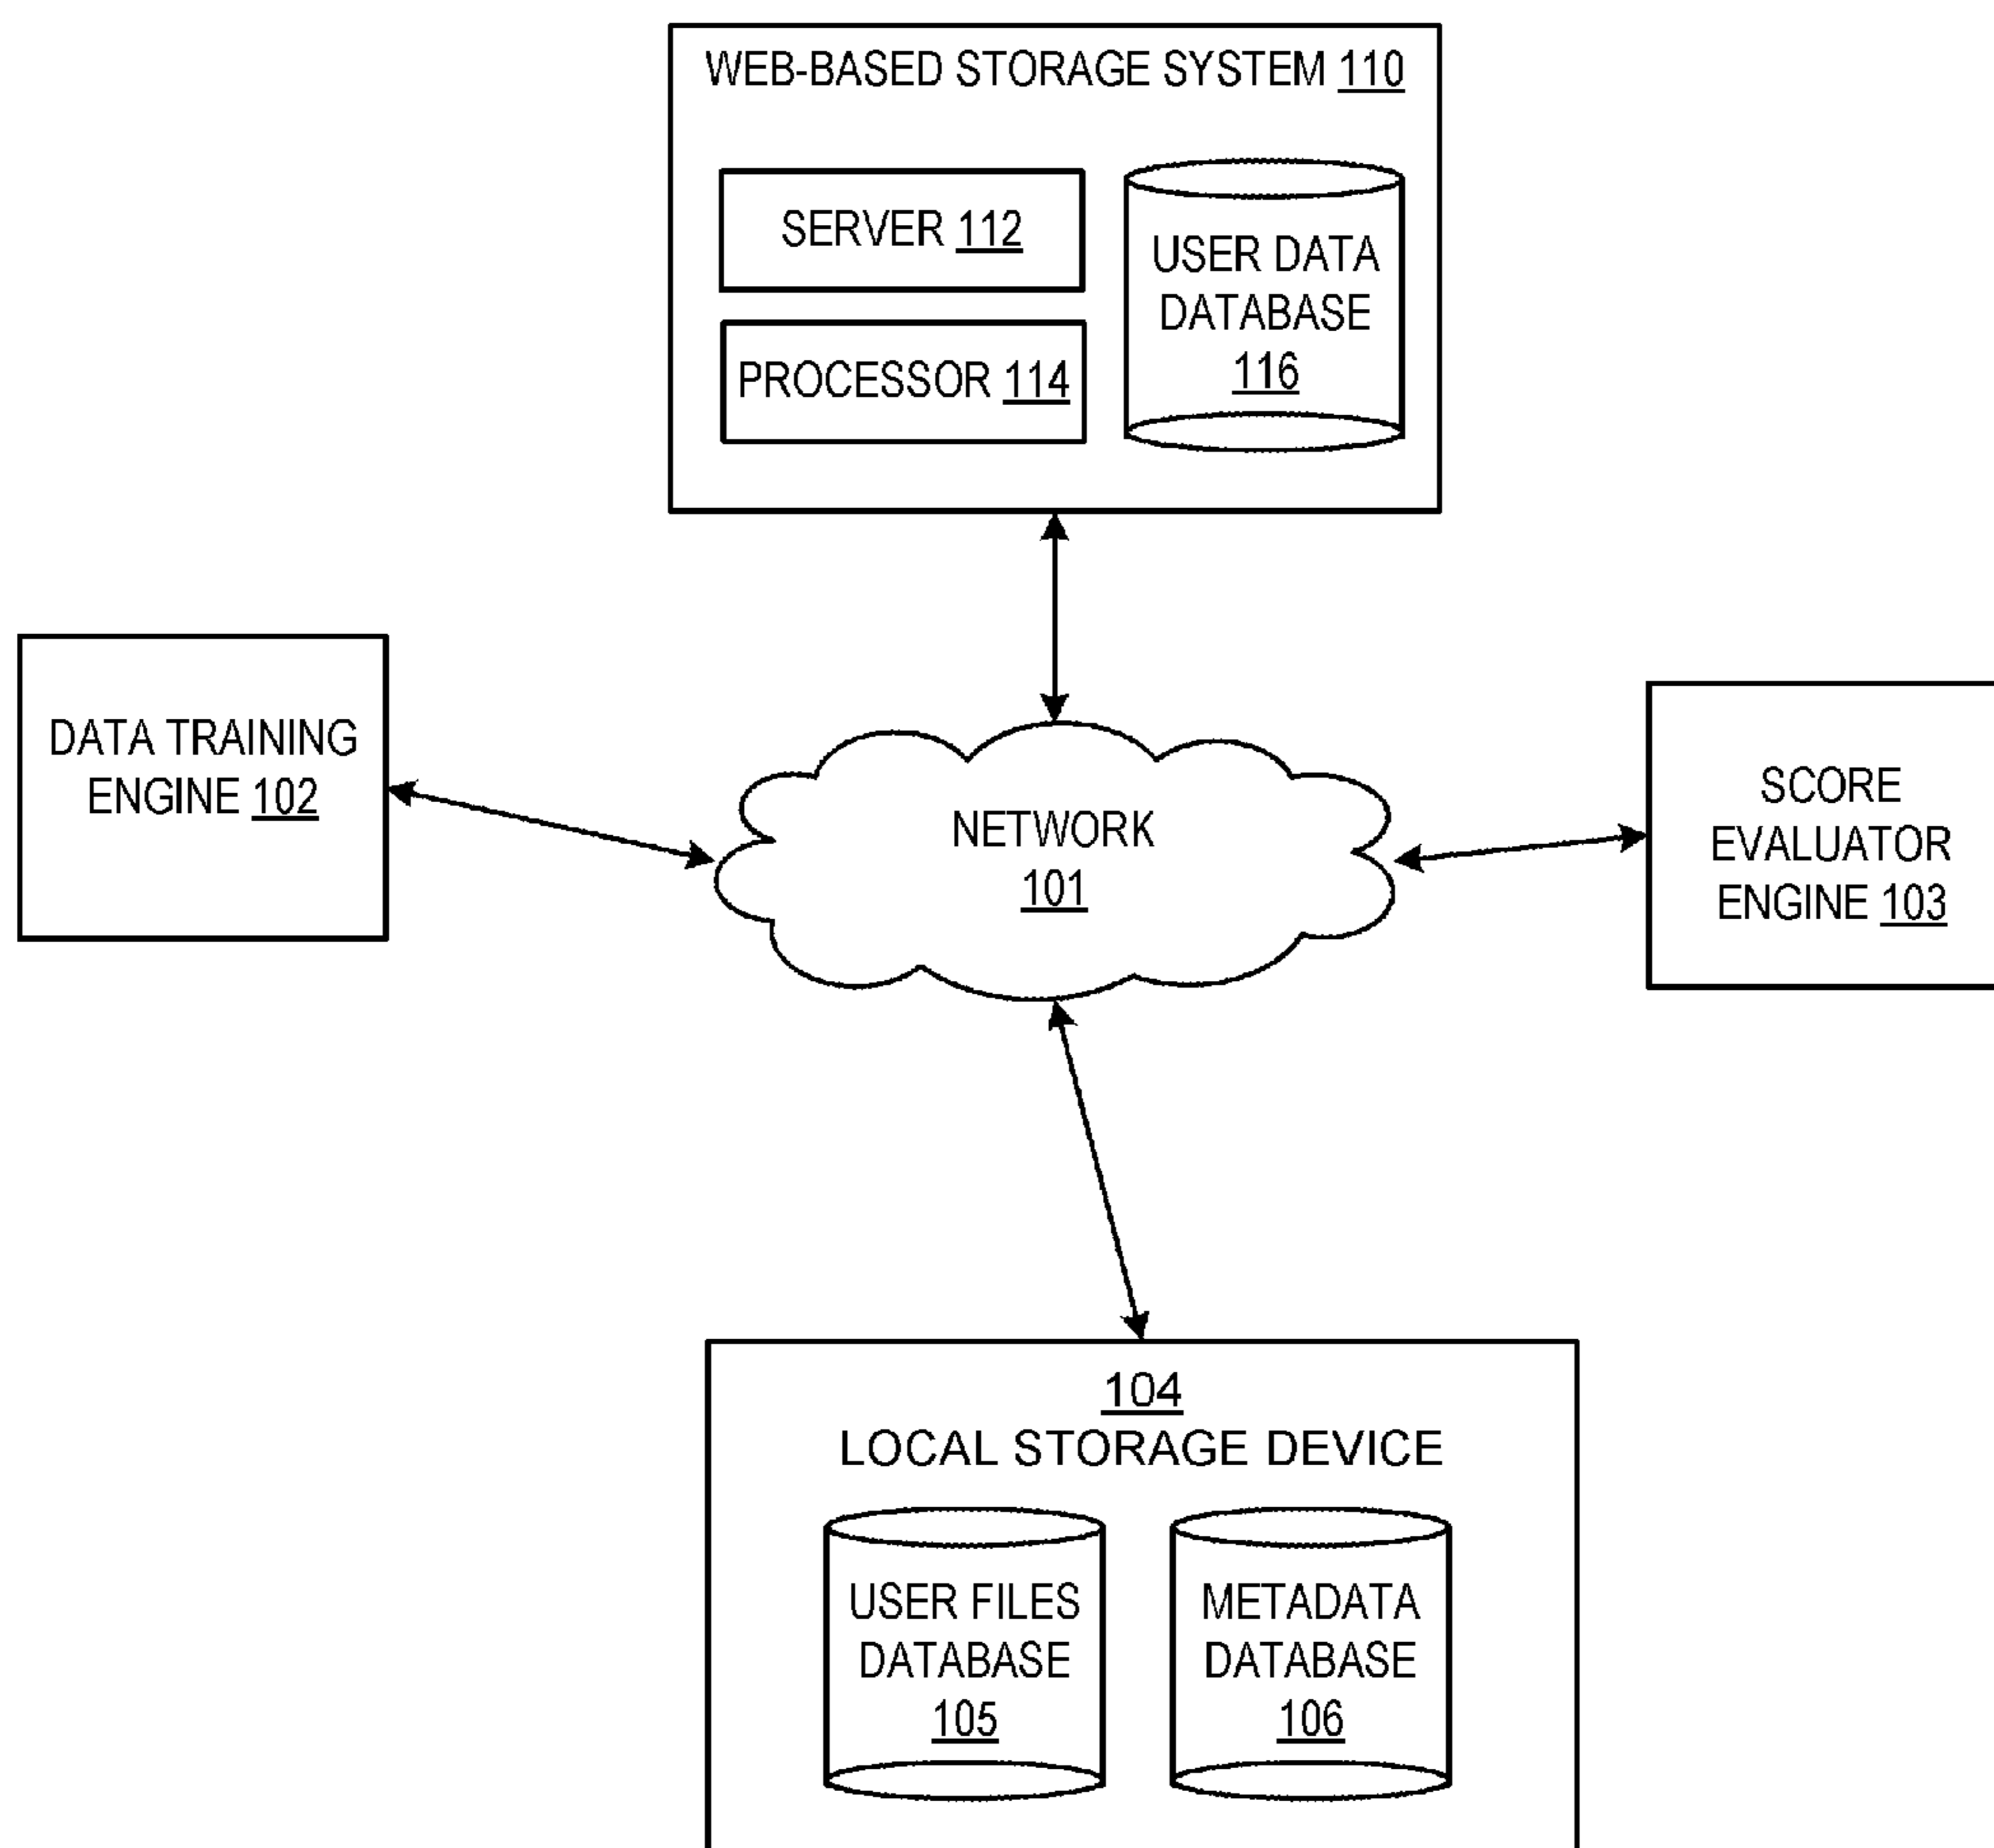 WEB-BASED STORAGE SYSTEM 110
SERVER 112
PROCESSOR 114
USER DATA
DATABASE
116
DATA TRAINING
ENGINE 102
NETWORK
101
SCORE
EVALUATOR
ENGINE 103
104
LOCAL STORAGE DEVICE
USER FILES
DATABASE
105
METADATA
DATABASE
106